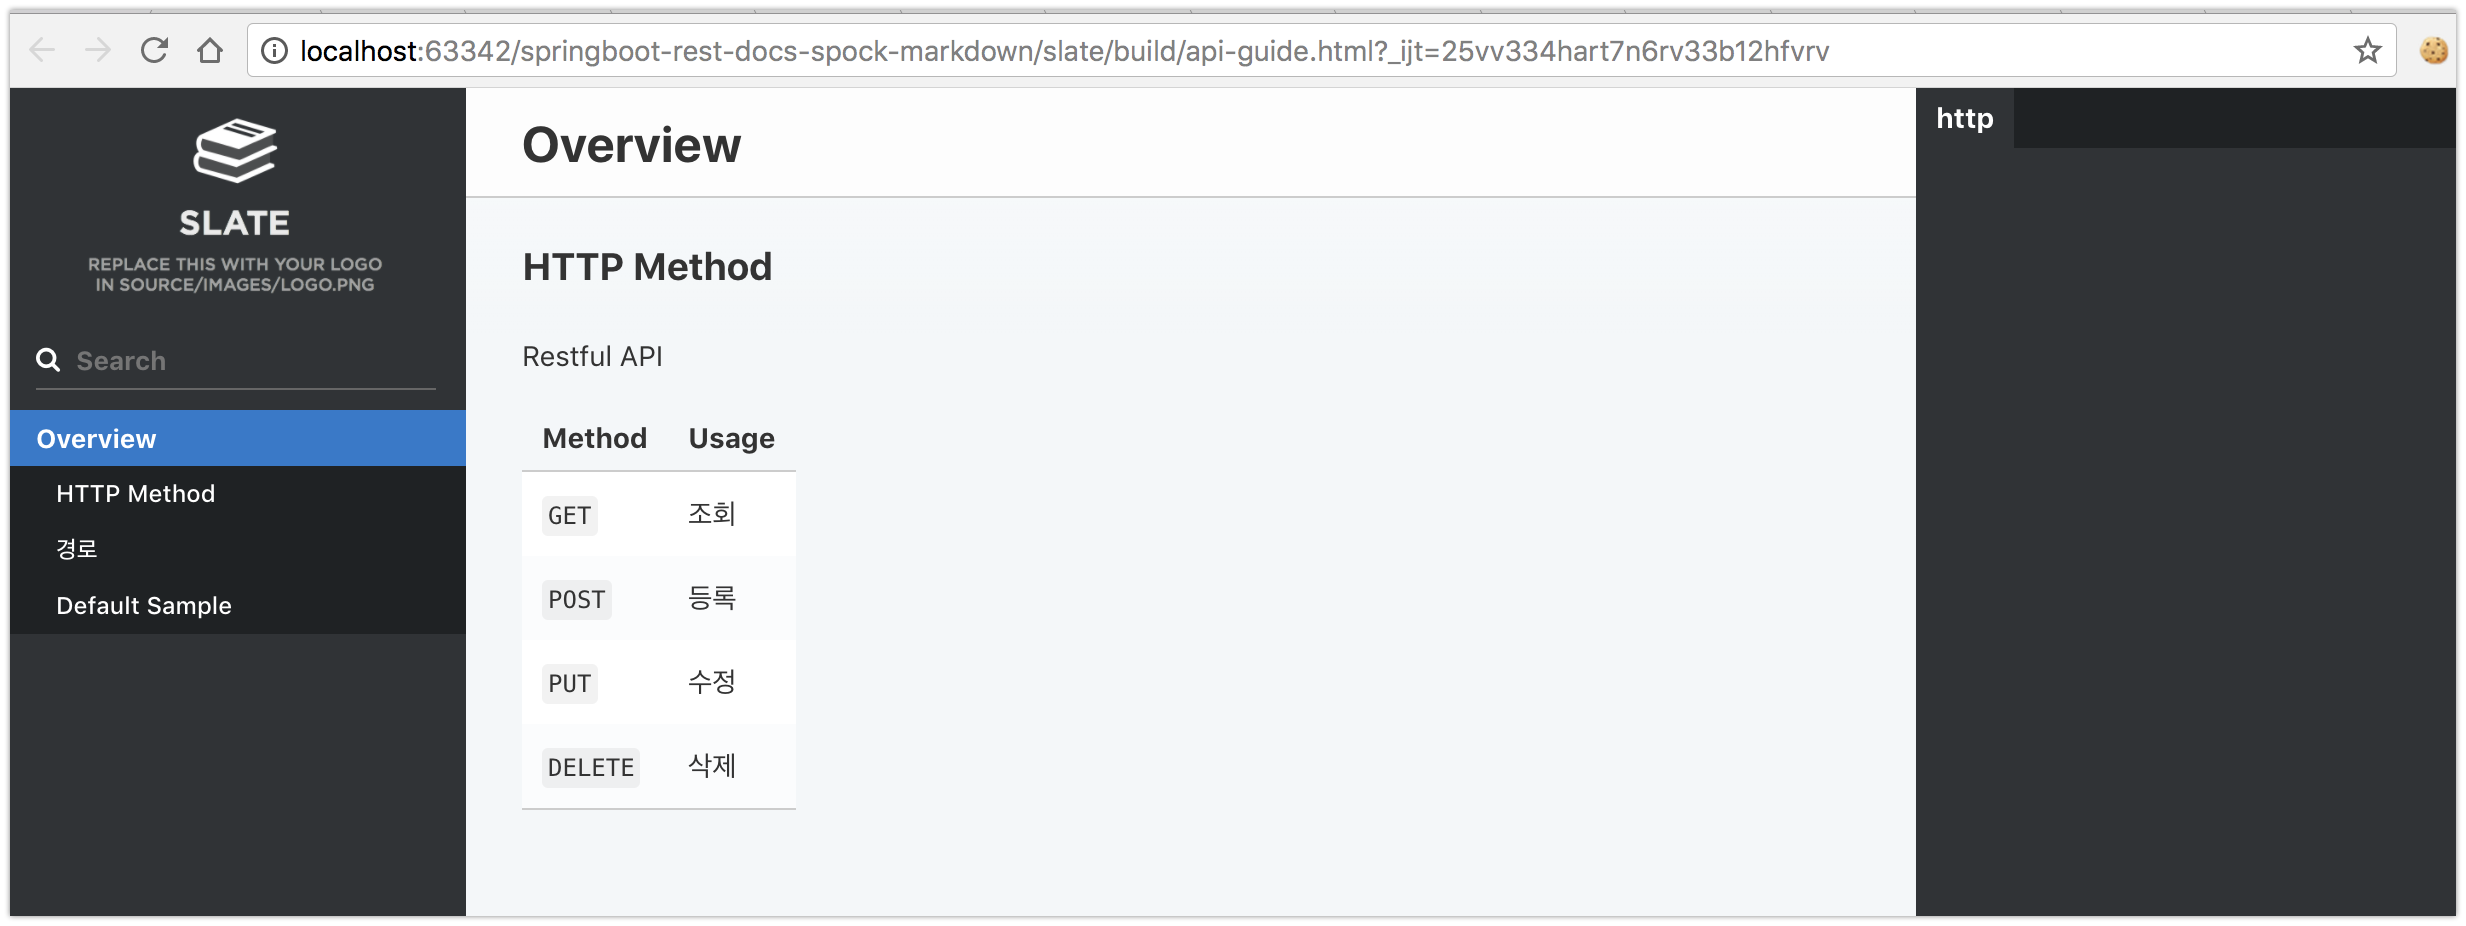 localhost:63342/springboot-rest-docs-spock-markdown/slate/build/api-guide.html?_ijt=25vv334hart7n6rv33b12hfvrv
SLATE
REPLACE THIS WITH YOUR LOGO
IN SOURCE/IMAGES/LOGO.PNG
Search
Overview
HTTP Method
경로
Default Sample
Overview
HTTP Method
Restful API
Method Usage
GET 조회
POST 등록
PUT 수정
DELETE 삭제
http